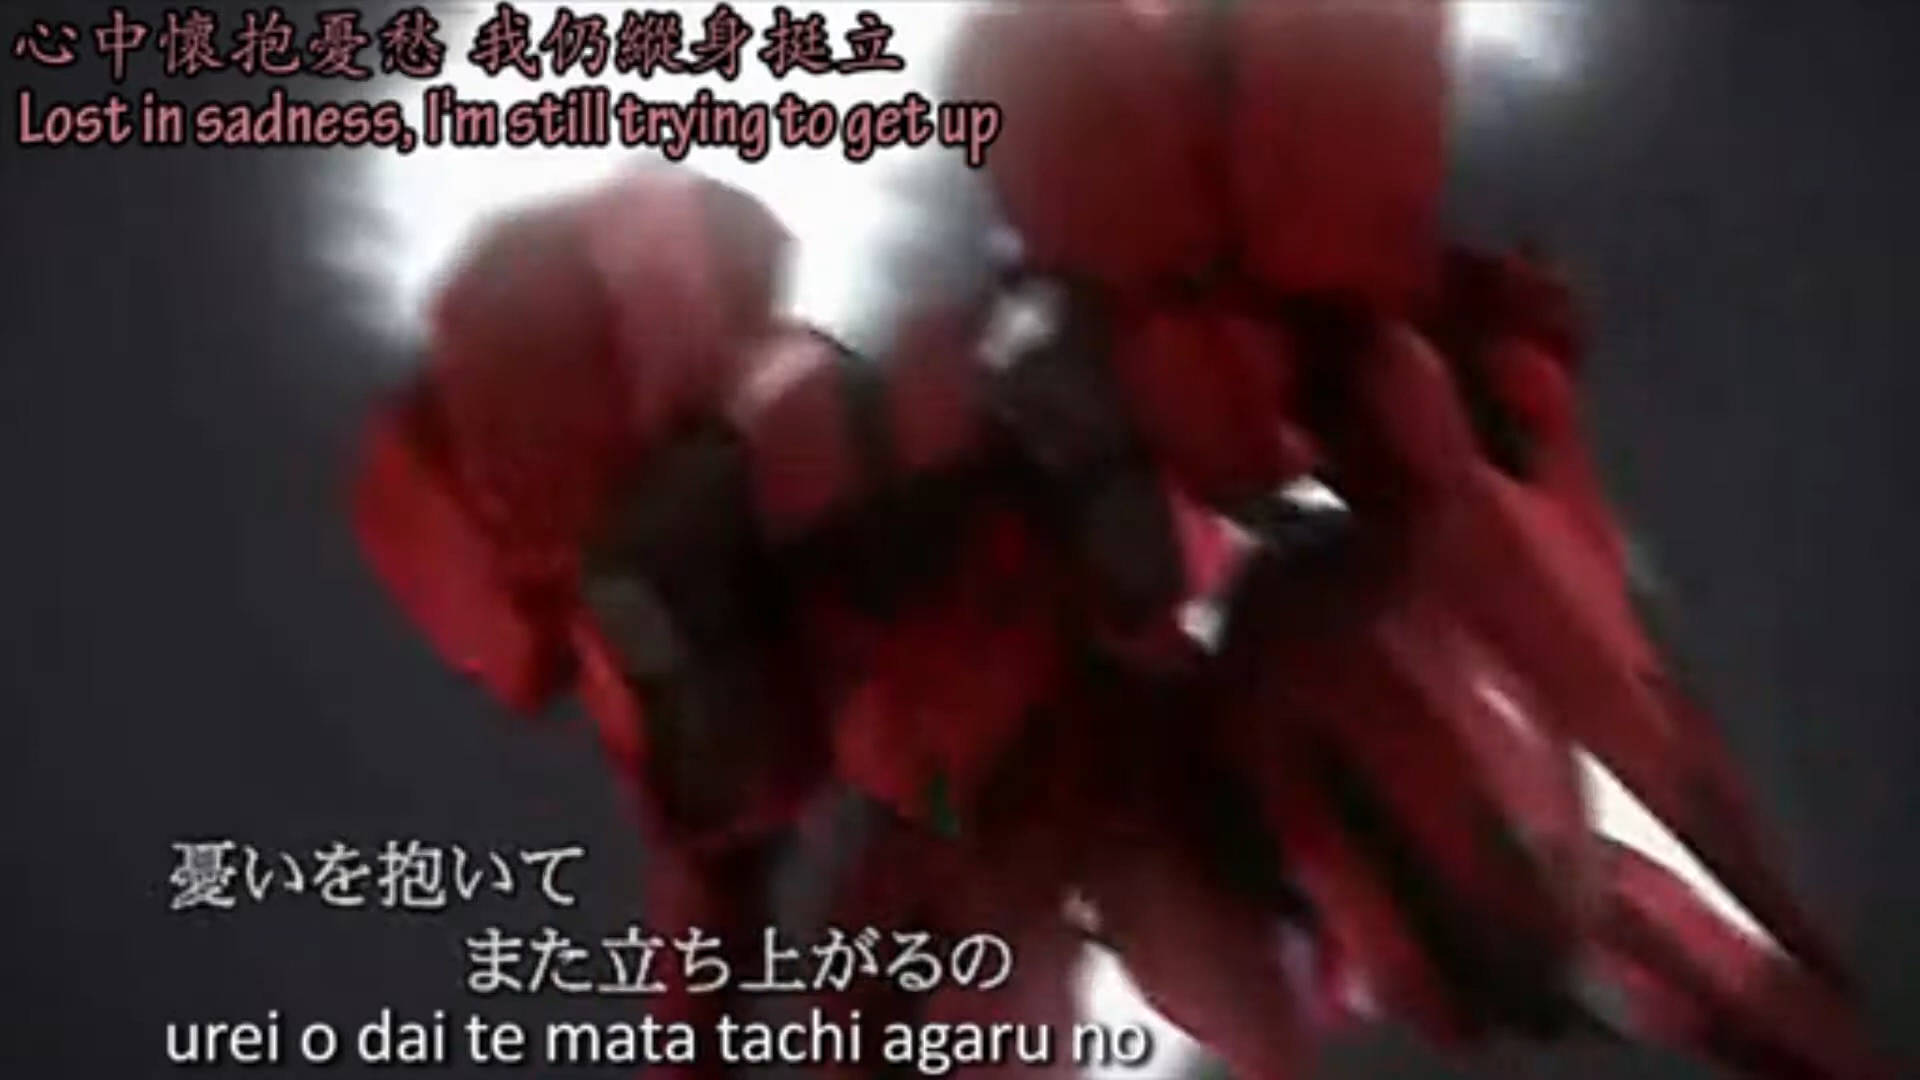 心中懷抱憂愁 我仍縱身挺立
Lost in sadness, I'm still trying to get up
憂いを抱いて
また立ち上がるの
urei o dai te mata tachi agaru no